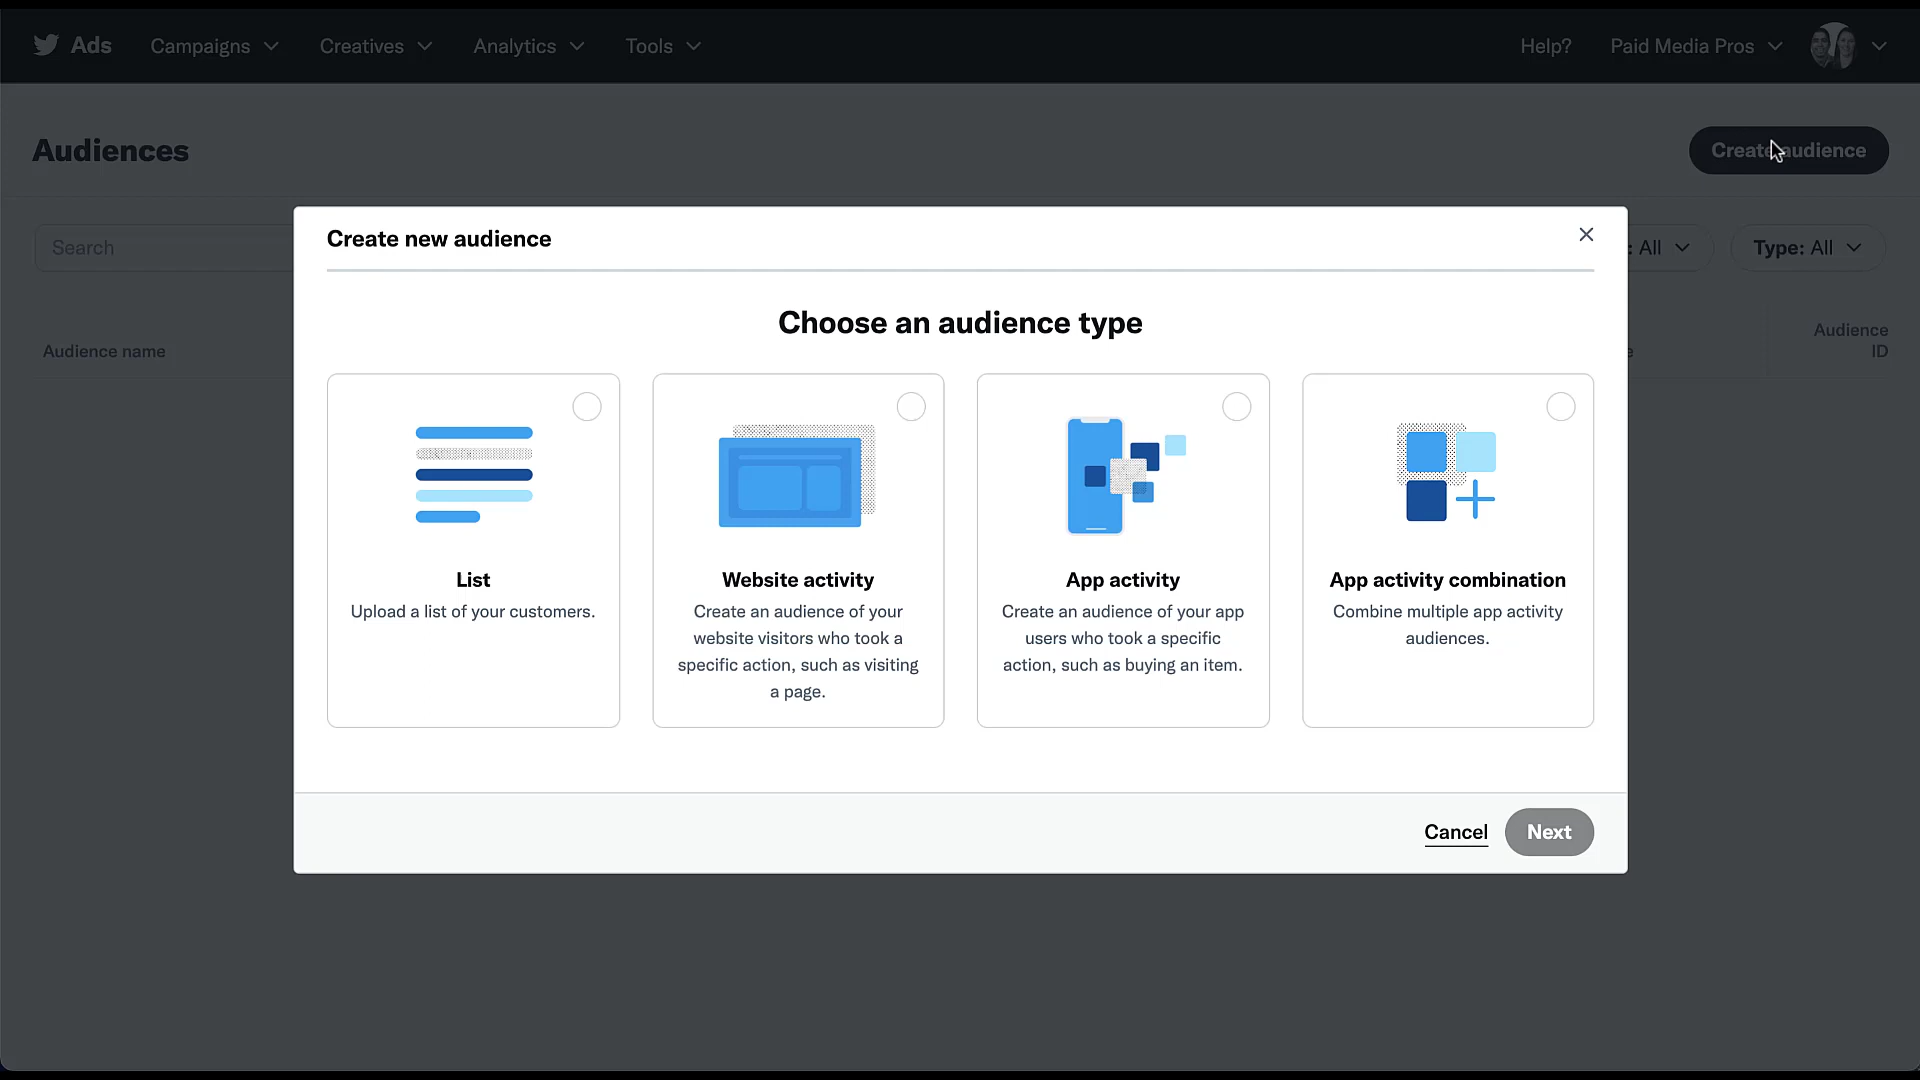 Ads
Campaigns
Creatives
Analytics
Tools
Help?
Paid Media Pros
Audiences
Create audience
Search
: All
Type: All
Audience name
Audience
ID
Create new audience
Choose an audience type
List
Upload a list of your customers.
Website activity
Create an audience of your
website visitors who took a
specific action, such as visiting
a page.
App activity
Create an audience of your app
users who took a specific
action, such as buying an item.
App activity combination
Combine multiple app activity
audiences.
Cancel
Next